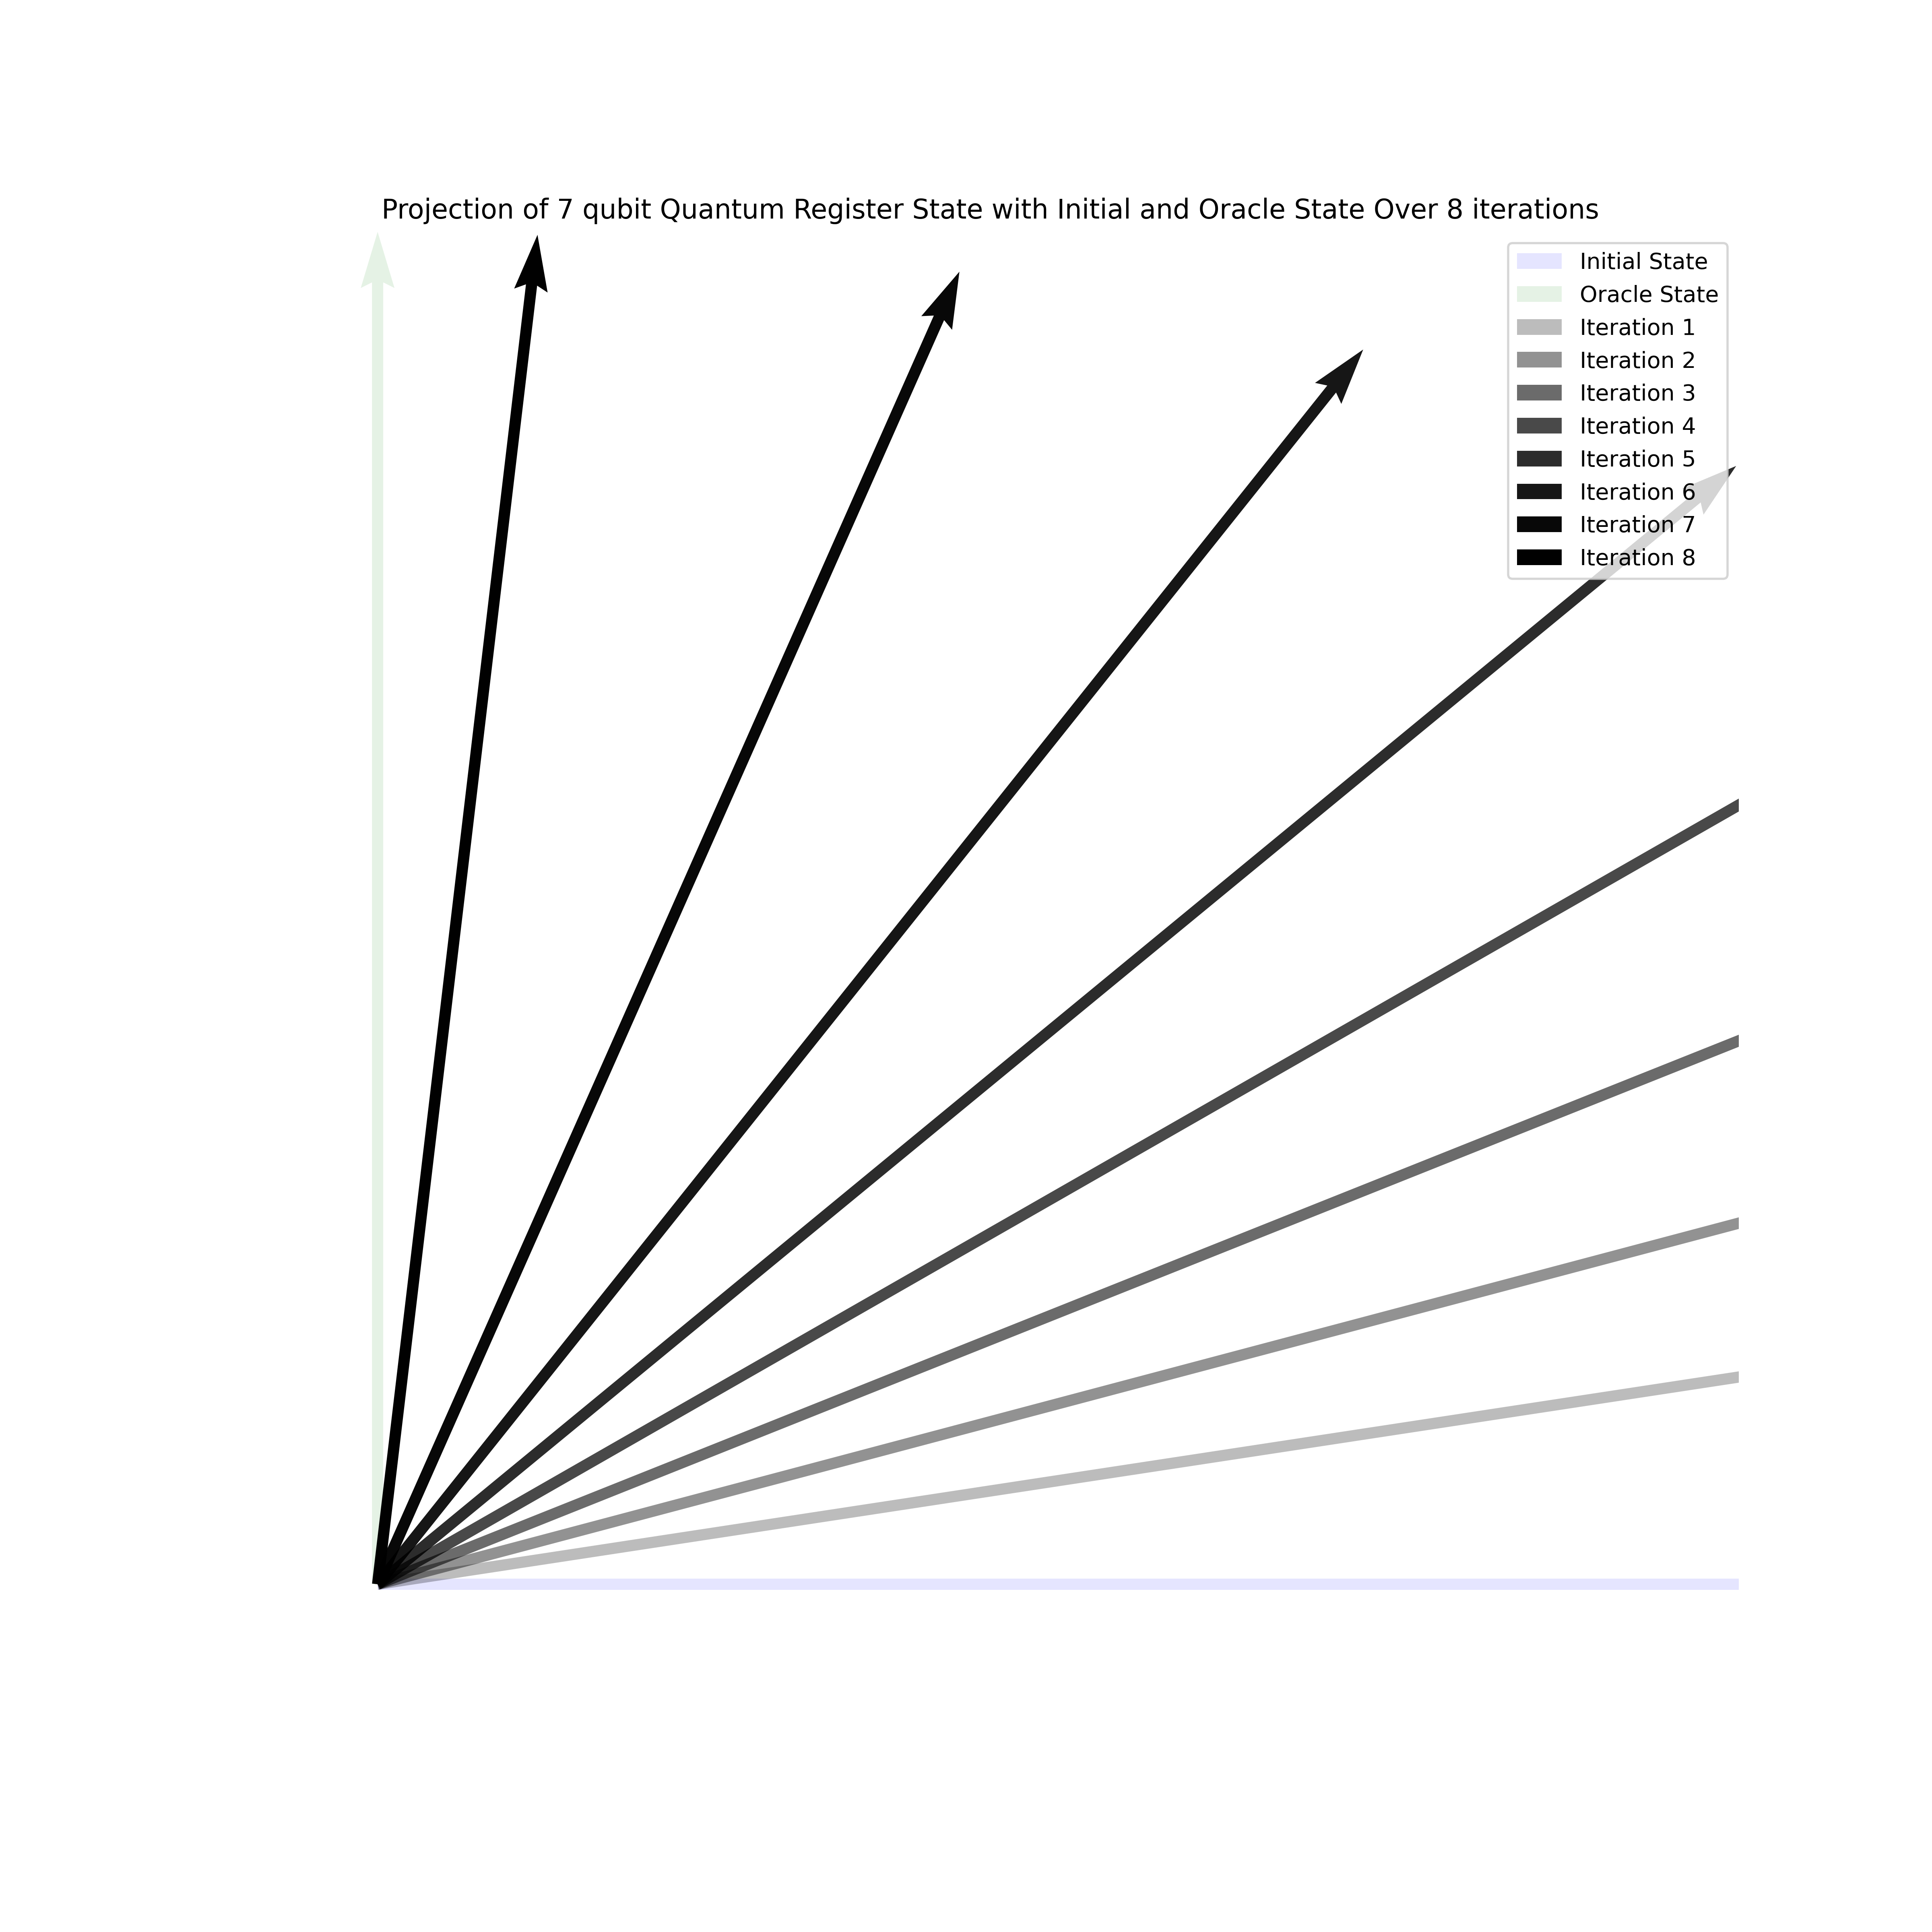 Projection of 7 qubit Quantum Register State with Initial and Oracle State Over 8 iterations
Initial State
Oracle State
Iteration 1
Iteration 2
Iteration 3
Iteration 4
Iteration 5
Iteration 6
Iteration 7
Iteration 8